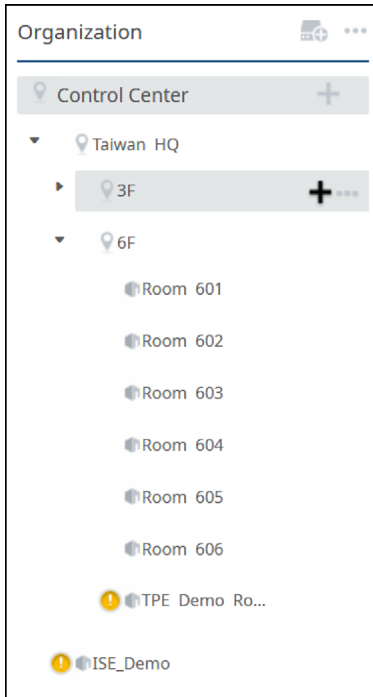 Organization
Control Center
Taiwan HQ
3F
6F
Room 601
Room 602
Room 603
Room 604
Room 605
Room 606
TPE Demo Ro...
ISE_Demo